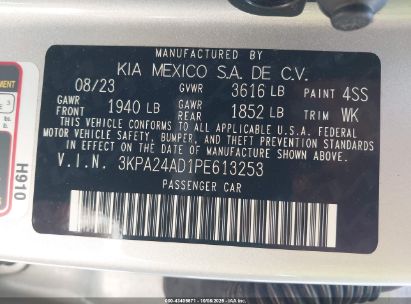 MANUFACTURED BY
KIA MEXICO S.A. DE C.V.
08/23 GVWR 3616 LB PAINT 4SS
GAWR FRONT 1940 LB GAWR REAR 1852 LB TRIM WK
THIS VEHICLE CONFORMS TO ALL APPLICABLE U.S.A. FEDERAL
MOTOR VEHICLE SAFETY, BUMPER, AND THEFT PREVENTION STANDARDS
IN EFFECT ON THE DATE OF MANUFACTURE SHOWN ABOVE.
V.I.N. 3KPA24AD1PE613253
PASSENGER CAR
H910